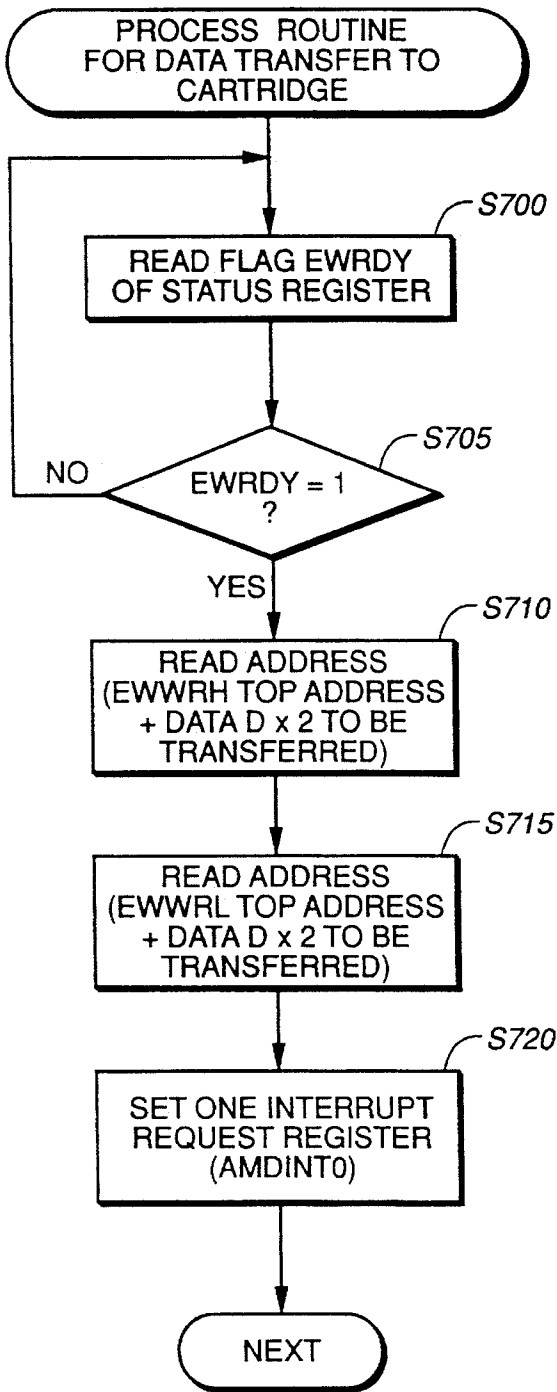 PROCESS ROUTINE
FOR DATA TRANSFER TO
CARTRIDGE
S700
READ FLAG EWRDY
OF STATUS REGISTER
S705
NO
EWRDY = 1
?
YES
S710
READ ADDRESS
(EWWRH TOP ADDRESS
+ DATA D x 2 TO BE
TRANSFERRED)
S715
READ ADDRESS
(EWWRL TOP ADDRESS
+ DATA D x 2 TO BE
TRANSFERRED)
S720
SET ONE INTERRUPT
REQUEST REGISTER
(AMDINT0)
NEXT